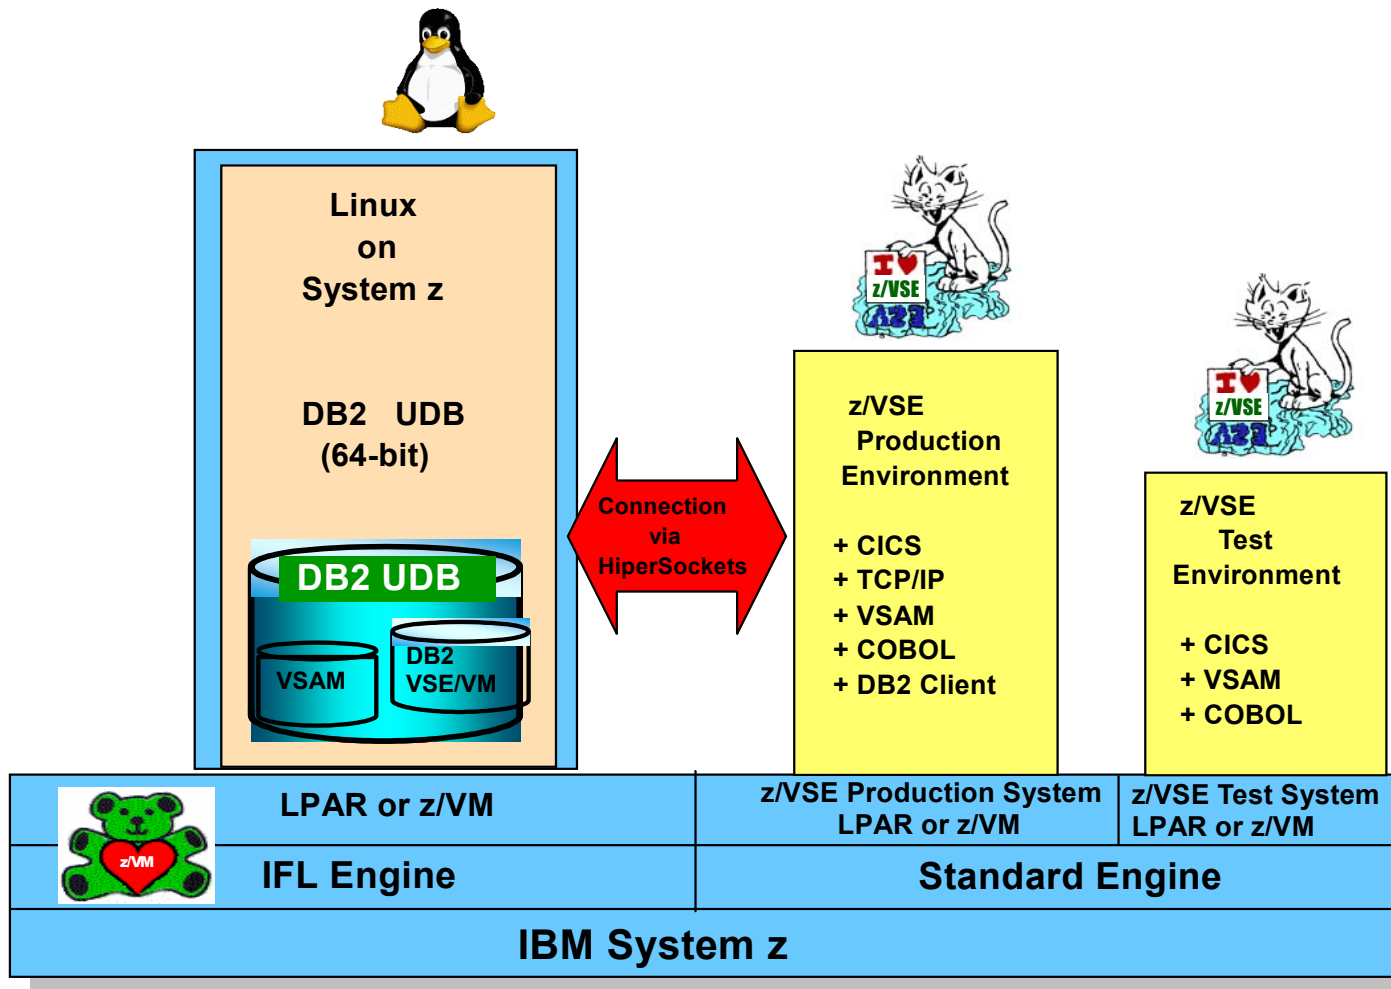 Linux
on
System z
DB2 UDB
(64-bit)
DB2 UDB
VSAM
DB2
VSE/VM
Connection
via
HiperSockets
I ♥
z/VSE
z/VSE
Production
Environment
+ CICS
+ TCP/IP
+ VSAM
+ COBOL
+ DB2 Client
I ♥
z/VSE
z/VSE
Test
Environment
+ CICS
+ VSAM
+ COBOL
LPAR or z/VM
z/VSE Production System
LPAR or z/VM
z/VSE Test System
LPAR or z/VM
z/VM
IFL Engine
Standard Engine
IBM System z